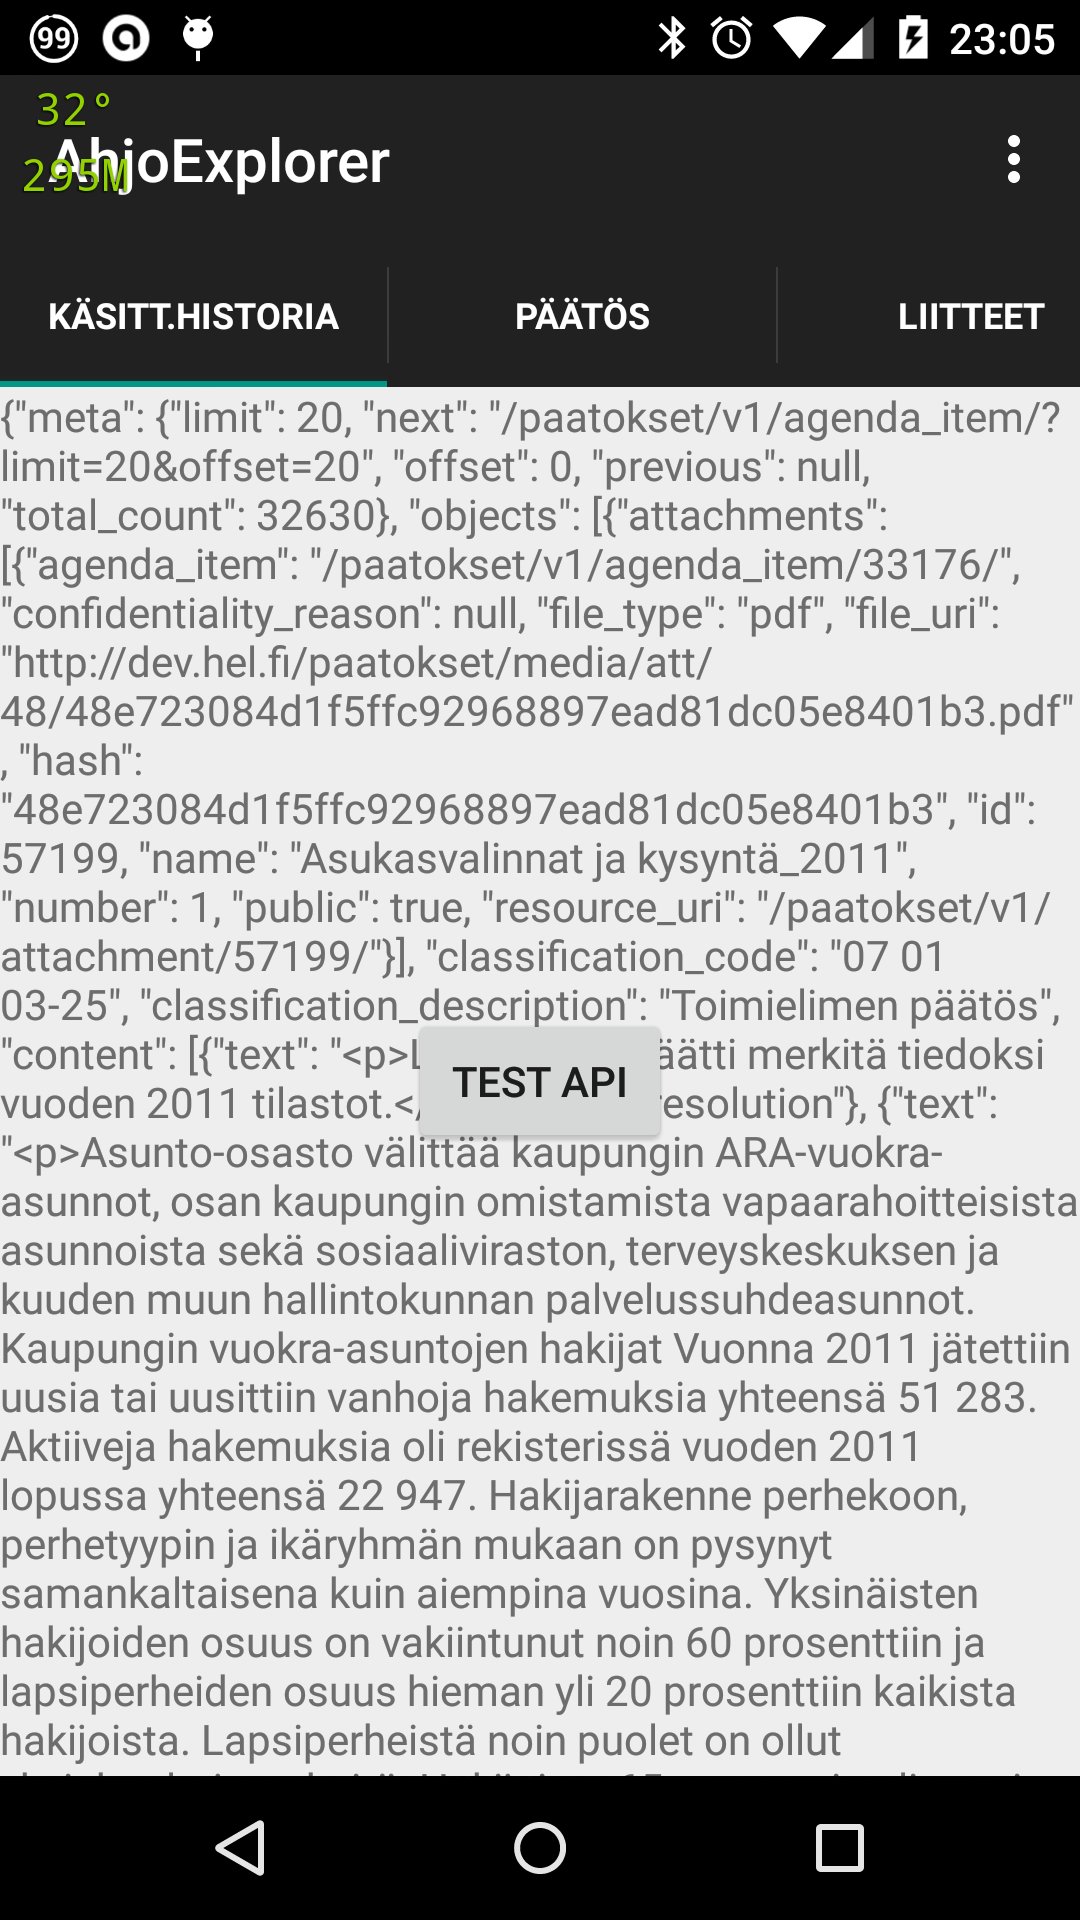 99
23:05
32°
AhjoExplorer
295M
KÄSITT.HISTORIA
PÄÄTÖS
LIITTEET
{"meta": {"limit": 20, "next": "/paatokset/v1/agenda_item/?
limit=20&offset=20", "offset": 0, "previous": null,
"total_count": 32630}, "objects": [{"attachments":
[{"agenda_item": "/paatokset/v1/agenda_item/33176/",
"confidentiality_reason": null, "file_type": "pdf", "file_uri":
"http://dev.hel.fi/paatokset/media/att/
48/48e723084d1f5ffc92968897ead81dc05e8401b3.pdf"
, "hash":
"48e723084d1f5ffc92968897ead81dc05e8401b3", "id":
57199, "name": "Asukasvalinnat ja kysyntä_2011",
"number": 1, "public": true, "resource_uri": "/paatokset/v1/
attachment/57199/"}], "classification_code": "07 01
03-25", "classification_description": "Toimielimen päätös",
"content": [{"text": "<p> äätti merkitä tiedoksi
TEST API
vuoden 2011 tilastot.</ esolution"}, {"text":
"<p>Asunto-osasto välittää kaupungin ARA-vuokra-
asunnot, osan kaupungin omistamista vapaarahoitteisista
asunnoista sekä sosiaaliviraston, terveyskeskuksen ja
kuuden muun hallintokunnan palvelussuhdeasunnot.
Kaupungin vuokra-asuntojen hakijat Vuonna 2011 jätettiin
uusia tai uusittiin vanhoja hakemuksia yhteensä 51 283.
Aktiiveja hakemuksia oli rekisterissä vuoden 2011
lopussa yhteensä 22 947. Hakijarakenne perhekoon,
perhetyypin ja ikäryhmän mukaan on pysynyt
samankaltaisena kuin aiempina vuosina. Yksinäisten
hakijoiden osuus on vakiintunut noin 60 prosenttiin ja
lapsiperheiden osuus hieman yli 20 prosenttiin kaikista
hakijoista. Lapsiperheistä noin puolet on ollut